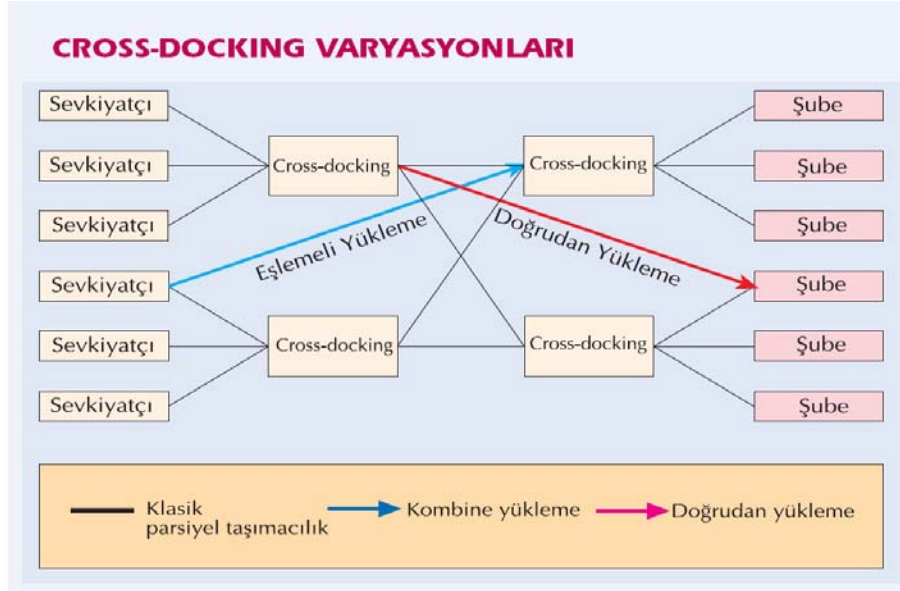 CROSS-DOCKING VARYASYONLARI
Sevkiyatçı
Sevkiyatçı
Sevkiyatçı
Sevkiyatçı
Sevkiyatçı
Sevkiyatçı
Cross-docking
Cross-docking
Eşlemeli Yükleme
Doğrudan Yükleme
Cross-docking
Cross-docking
Şube
Şube
Şube
Şube
Şube
Şube
Klasik
parsiyel taşımacılık
Kombine yükleme
Doğrudan yükleme